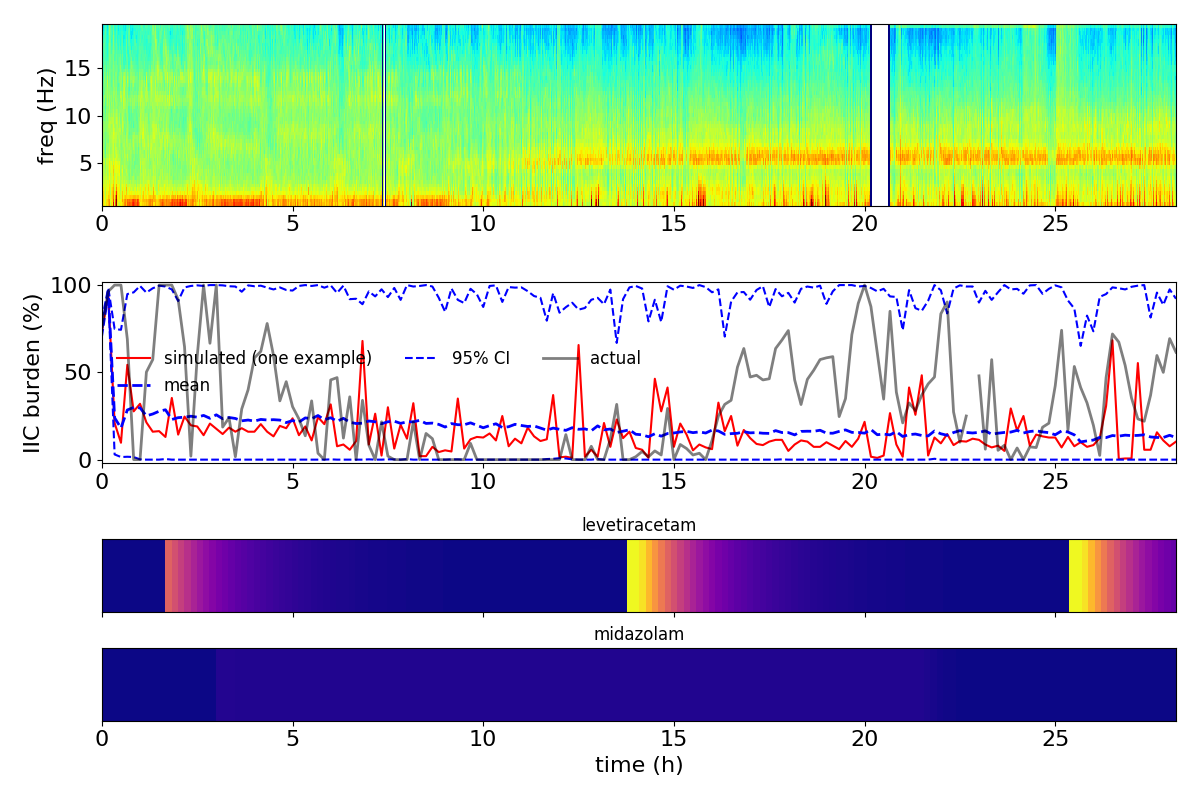 freq (Hz)
15
10
5
0 5 10 15 20 25
IIC burden (%)
100
50
0
simulated (one example) 95% CI actual
mean
0 5 10 15 20 25
levetiracetam
midazolam
0 5 10 15 20 25
time (h)